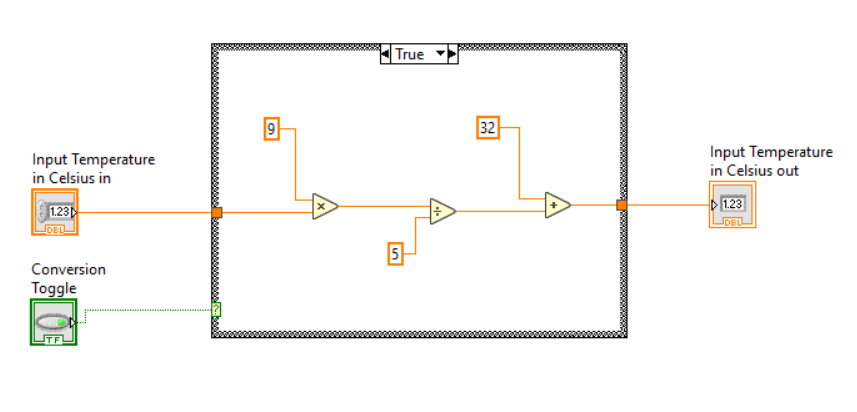 True
9
32
Input Temperature
in Celsius in
1.23
DBL
×
÷
+
5
Input Temperature
in Celsius out
1.23
DBL
Conversion
Toggle
?
TF